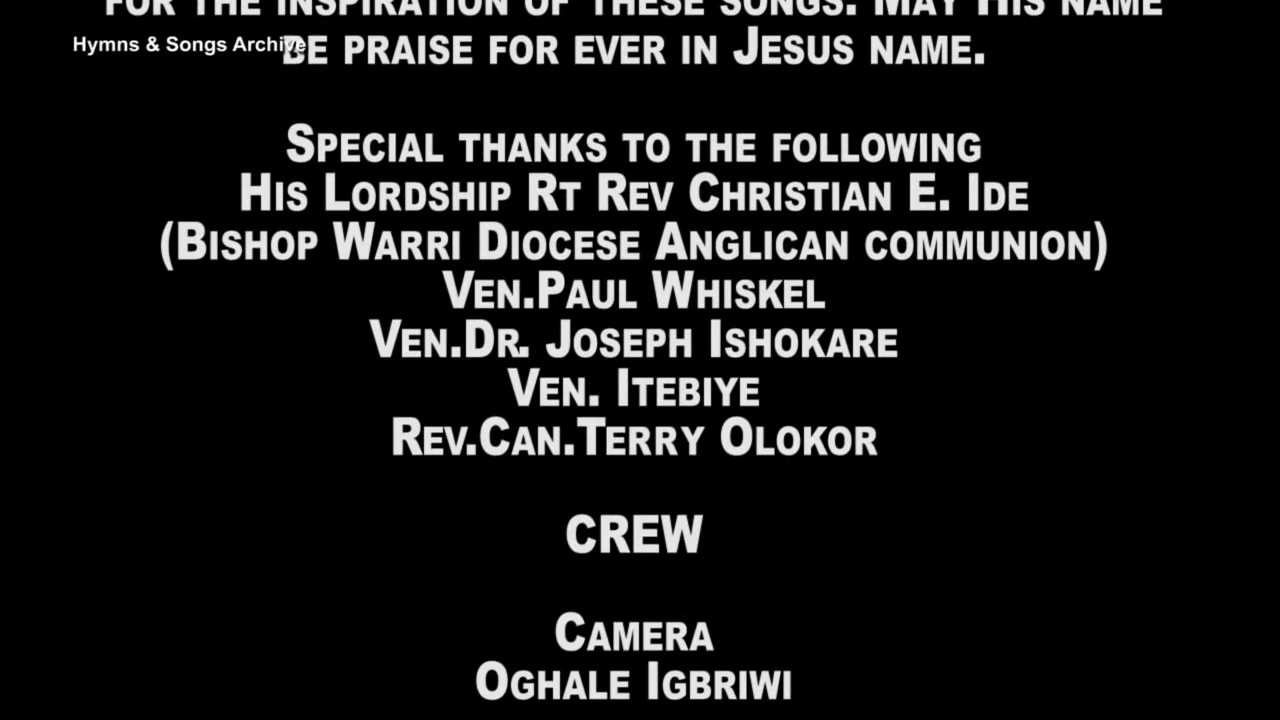 FOR THE INSPIRATION OF THESE SONGS. MAY HIS NAME
Hymns & Songs Archive
BE PRAISE FOR EVER IN JESUS NAME.
SPECIAL THANKS TO THE FOLLOWING
HIS LORDSHIP RT REV CHRISTIAN E. IDE
(BISHOP WARRI DIOCESE ANGLICAN COMMUNION)
VEN.PAUL WHISKEL
VEN.DR. JOSEPH ISHOKARE
VEN. ITEBIYE
REV.CAN.TERRY OLOKOR
CREW
CAMERA
OGHALE IGBRIWI